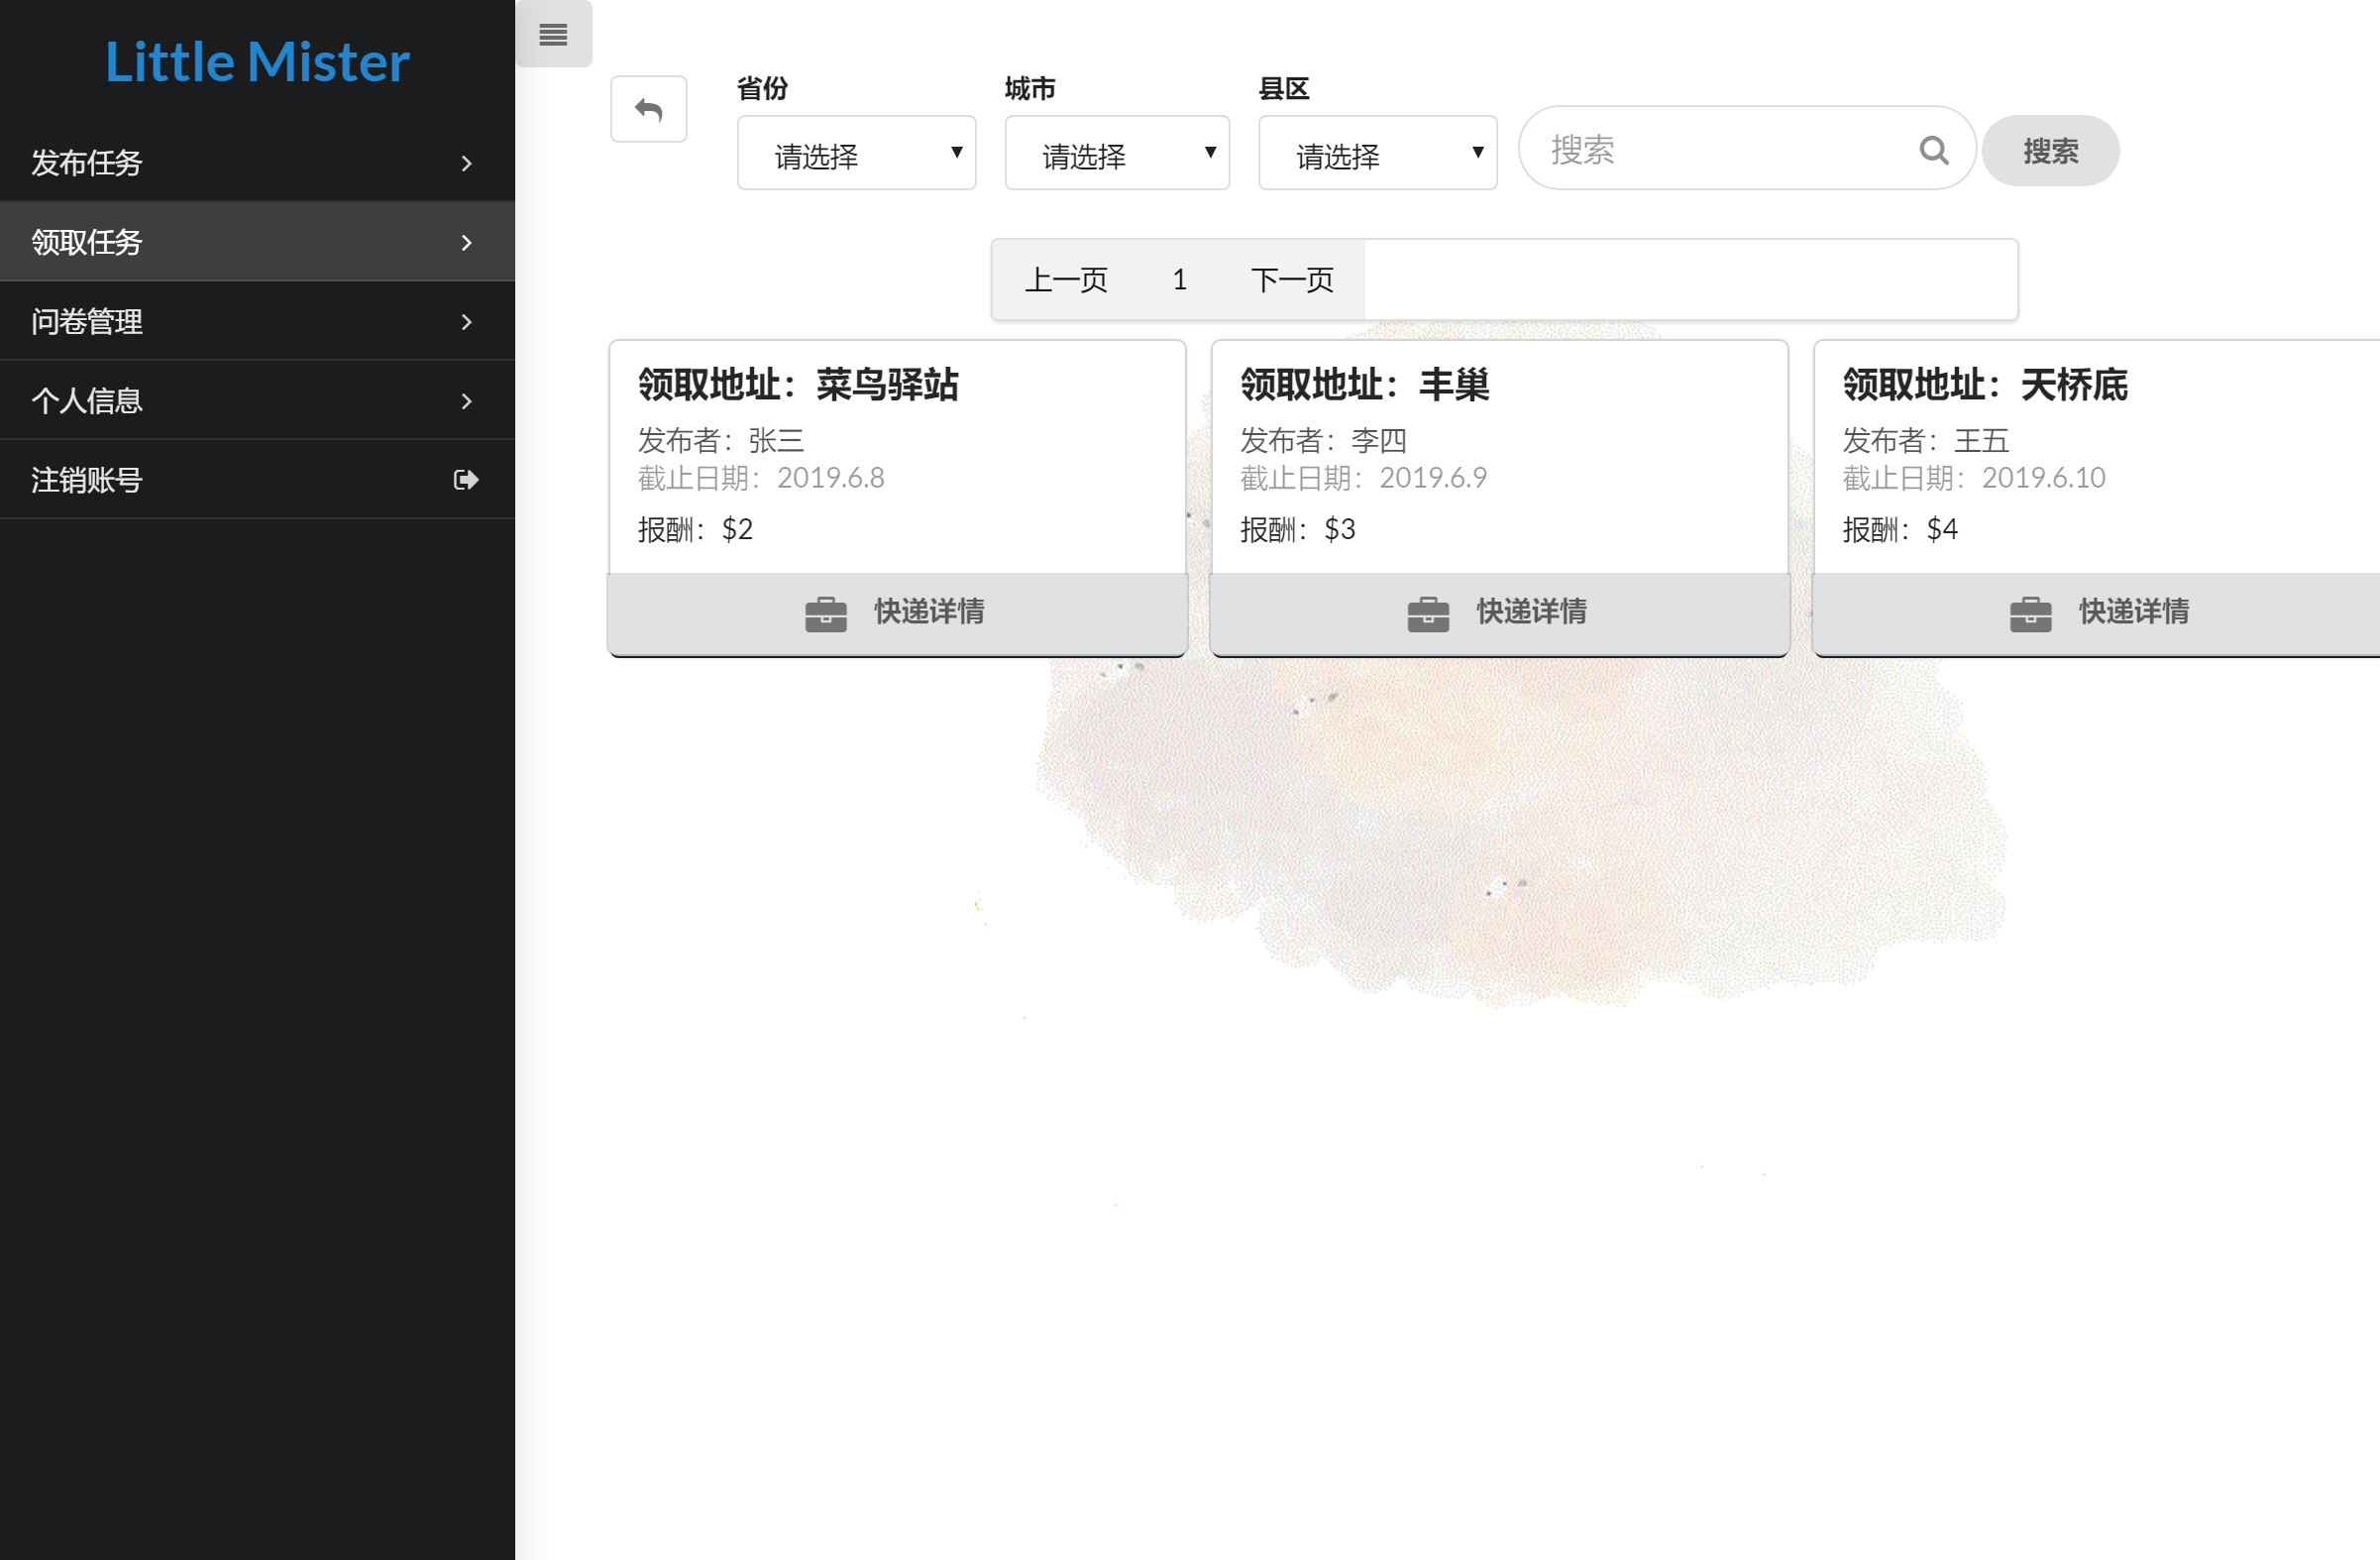 Little Mister
发布任务
领取任务
问卷管理
个人信息
注销账号
省份
城市
县区
请选择
请选择
请选择
搜索
搜索
上一页 1 下一页
领取地址：菜鸟驿站
发布者：张三
截止日期：2019.6.8
报酬：$2
快递详情
领取地址：丰巢
发布者：李四
截止日期：2019.6.9
报酬：$3
快递详情
领取地址：天桥底
发布者：王五
截止日期：2019.6.10
报酬：$4
快递详情